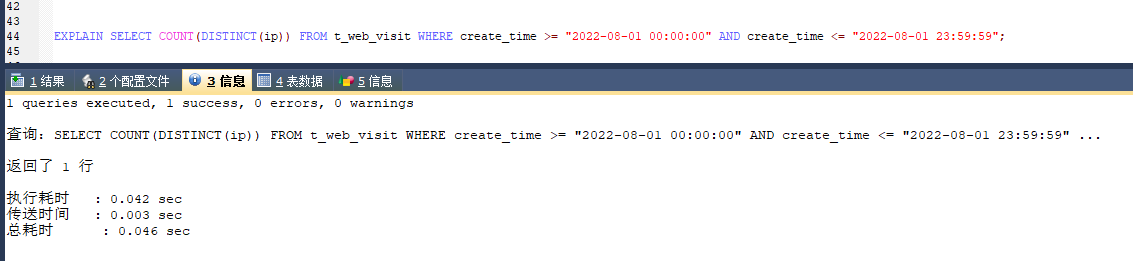 42
43
44 EXPLAIN SELECT COUNT(DISTINCT(ip)) FROM t_web_visit WHERE create_time >= "2022-08-01 00:00:00" AND create_time <= "2022-08-01 23:59:59";
45
1 结果 2 个配置文件 3 信息 4 表数据 5 信息
1 queries executed, 1 success, 0 errors, 0 warnings
查询：SELECT COUNT(DISTINCT(ip)) FROM t_web_visit WHERE create_time >= "2022-08-01 00:00:00" AND create_time <= "2022-08-01 23:59:59" ...
返回了 1 行
执行耗时 : 0.042 sec
传送时间 : 0.003 sec
总耗时 : 0.046 sec